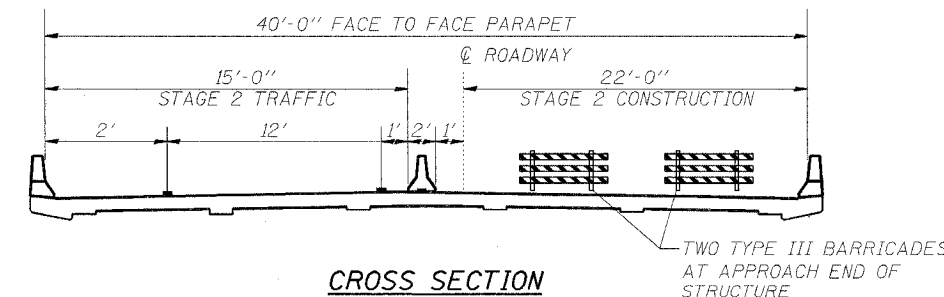 40'-0" FACE TO FACE PARAPET
℄ ROADWAY
15'-0"
STAGE 2 TRAFFIC
22'-0"
STAGE 2 CONSTRUCTION
2'
12'
1'
2'
1'
TWO TYPE III BARRICADES
AT APPROACH END OF
STRUCTURE
CROSS SECTION